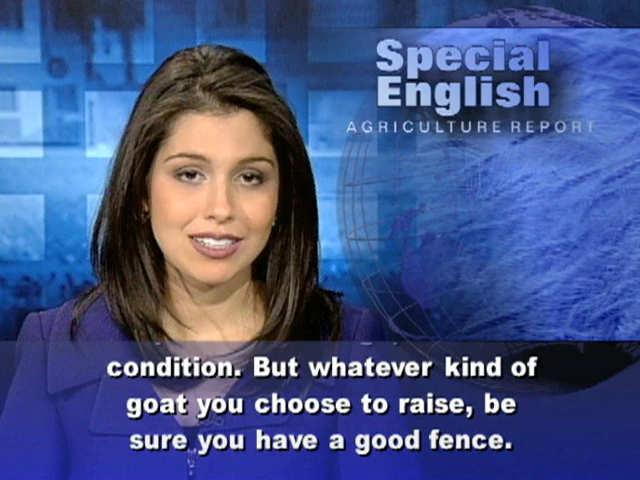 Special
English
AGRICULTURE REPORT
condition. But whatever kind of
goat you choose to raise, be
sure you have a good fence.